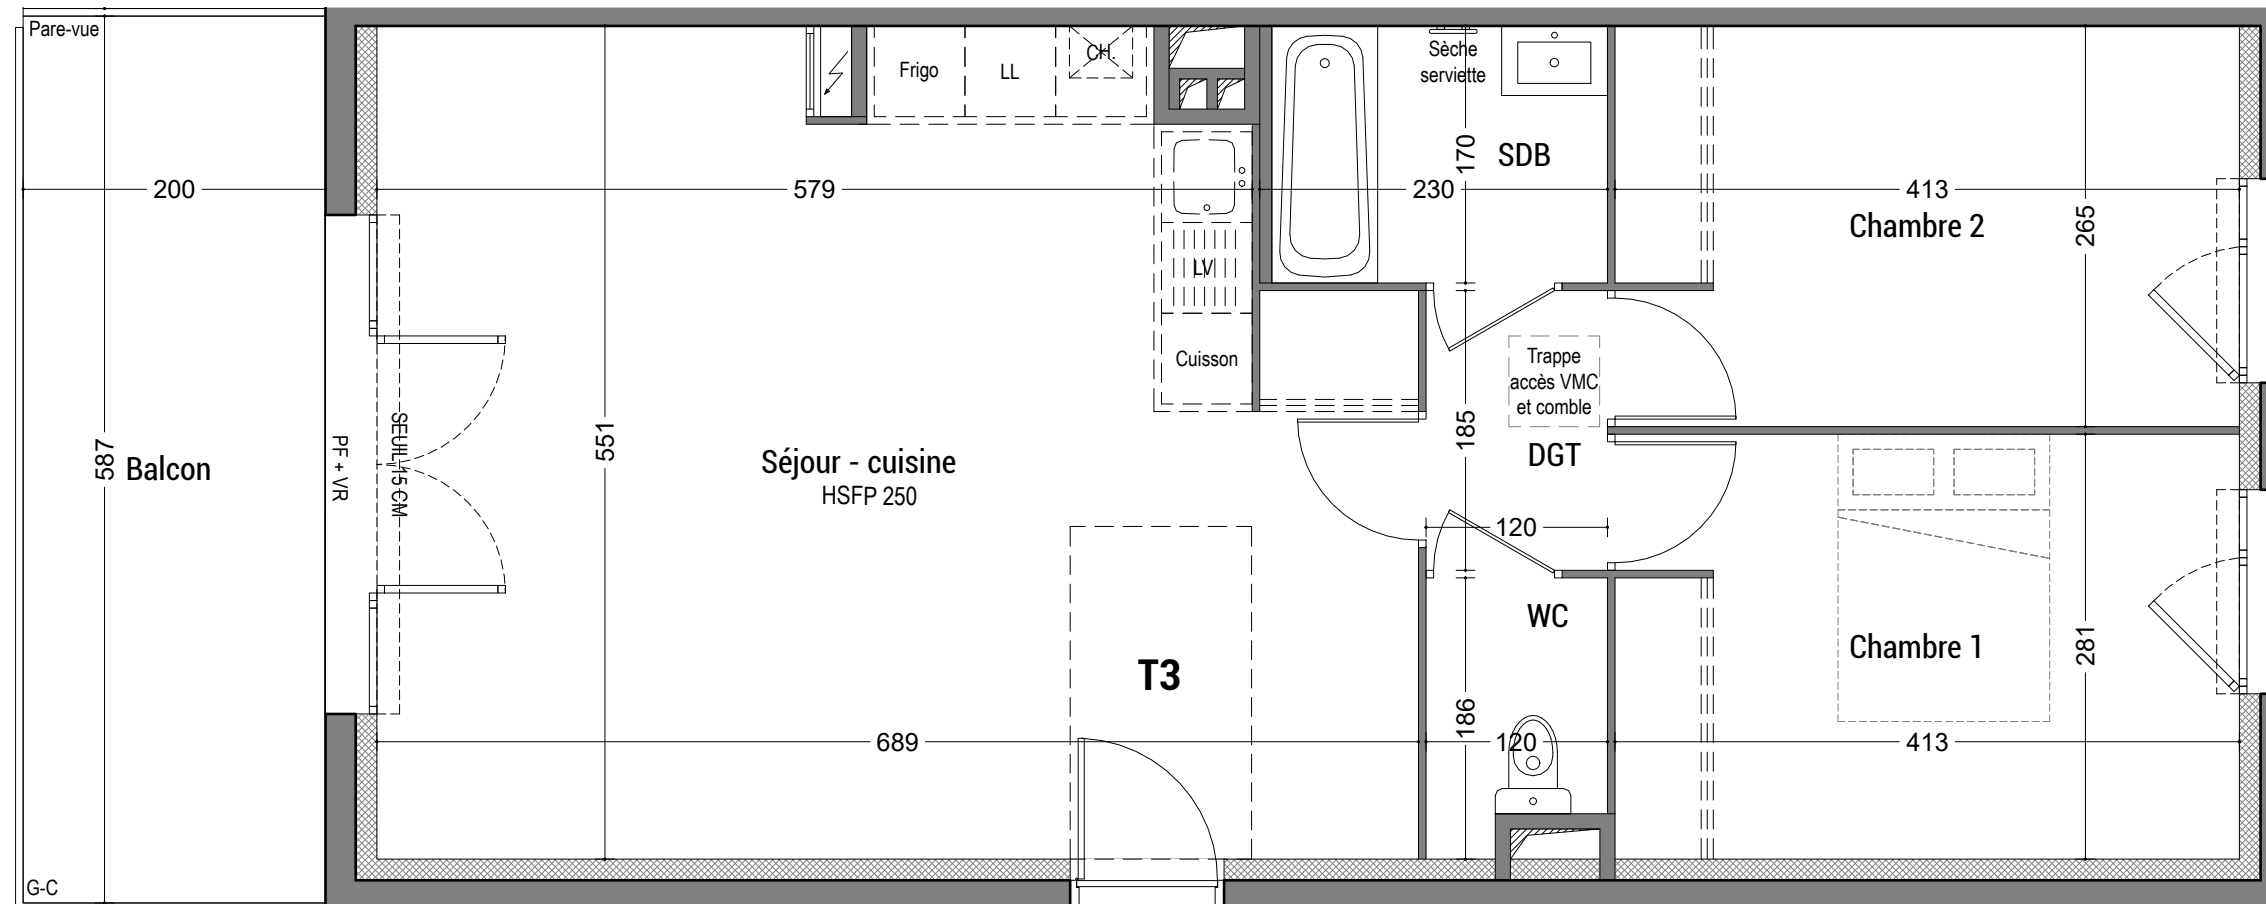 Pare-vue
Frigo
LL
CH.
Sèche
serviette
170
SDB
200
579
230
413
Chambre 2
265
LV
Cuisson
Trappe
accès VMC
et comble
587
Balcon
PF + VR
SEUIL 15 CM
551
Séjour - cuisine
HSFP 250
185
DGT
120
WC
T3
Chambre 1
281
186
689
120
413
G-C